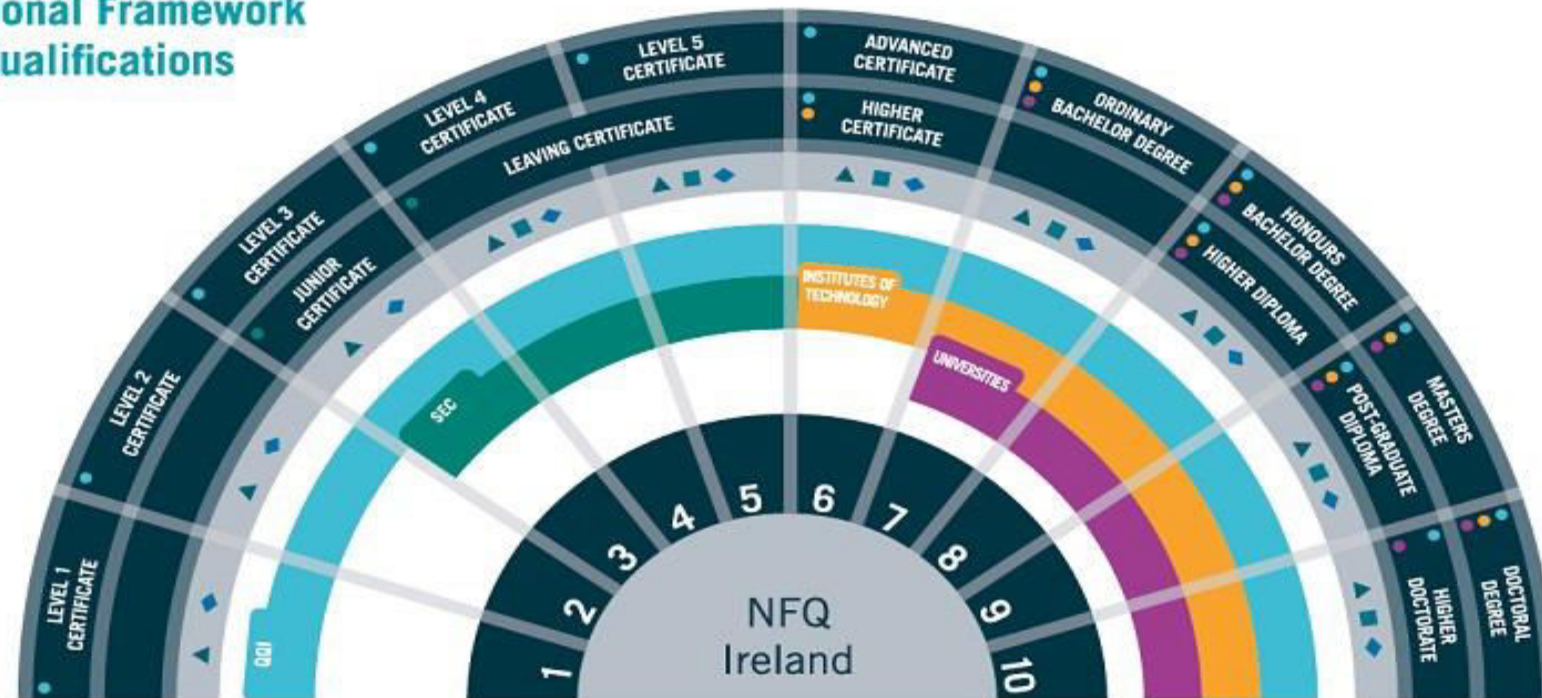 onal Framework
ualifications
LEVEL 1
CERTIFICATE
LEVEL 2
CERTIFICATE
LEVEL 3
CERTIFICATE
JUNIOR
CERTIFICATE
LEVEL 4
CERTIFICATE
LEVEL 5
CERTIFICATE
LEAVING CERTIFICATE
ADVANCED
CERTIFICATE
HIGHER
CERTIFICATE
ORDINARY
BACHELOR DEGREE
HONOURS
BACHELOR DEGREE
HIGHER DIPLOMA
MASTERS
DEGREE
POST-GRADUATE
DIPLOMA
DOCTORAL
DEGREE
HIGHER
DOCTORATE
QQI
SEC
INSTITUTES OF
TECHNOLOGY
UNIVERSITIES
1
2
3
4
5
6
7
8
9
10
NFQ
Ireland